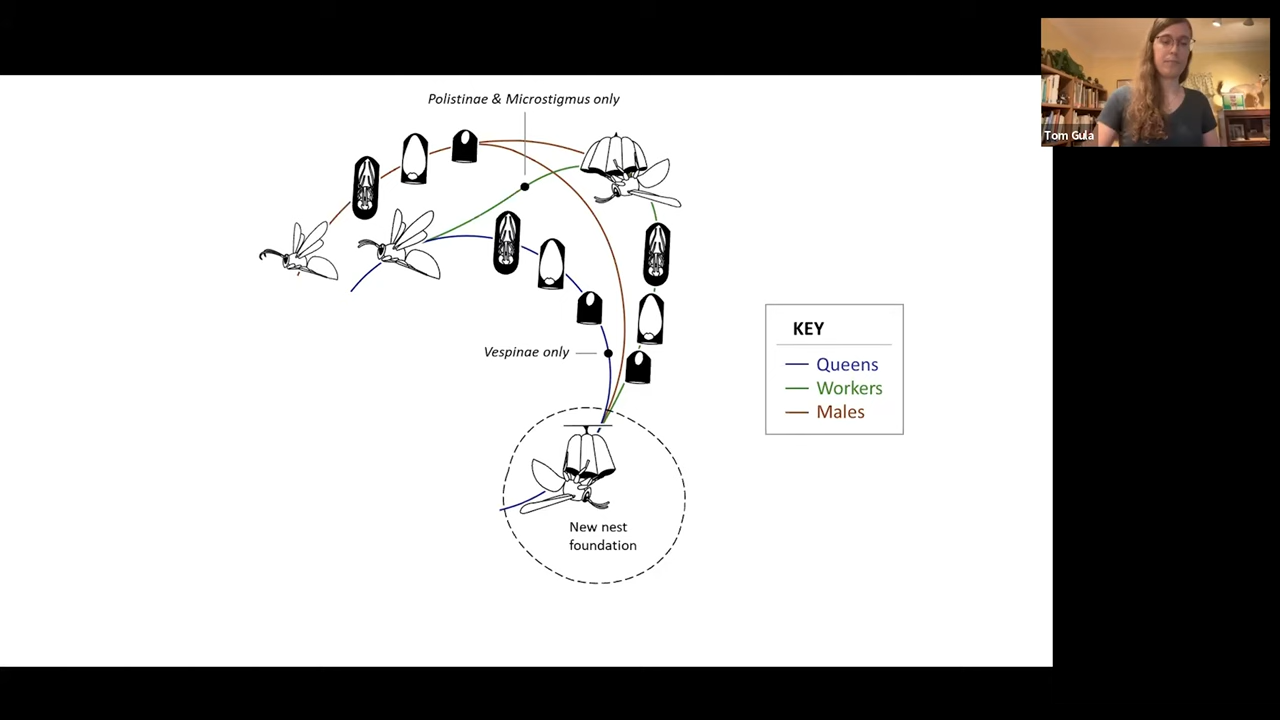 Polistinae & Microstigmus only
Tom Gula
Vespinae only
KEY
Queens
Workers
Males
New nest
foundation